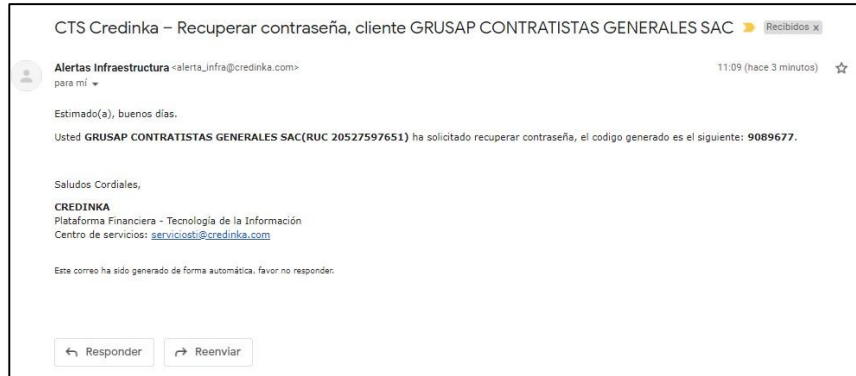 CTS Credinka – Recuperar contraseña, cliente GRUSAP CONTRATISTAS GENERALES SAC Recibidos x
Alertas Infraestructura <alerta_infra@credinka.com> 11:09 (hace 3 minutos)
para mí
Estimado(a), buenos días.
Usted GRUSAP CONTRATISTAS GENERALES SAC(RUC 20527597651) ha solicitado recuperar contraseña, el codigo generado es el siguiente: 9089677.
Saludos Cordiales,
CREDINKA
Plataforma Financiera - Tecnología de la Información
Centro de servicios: serviciosti@credinka.com
Este correo ha sido generado de forma automática, favor no responder.
Responder Reenviar